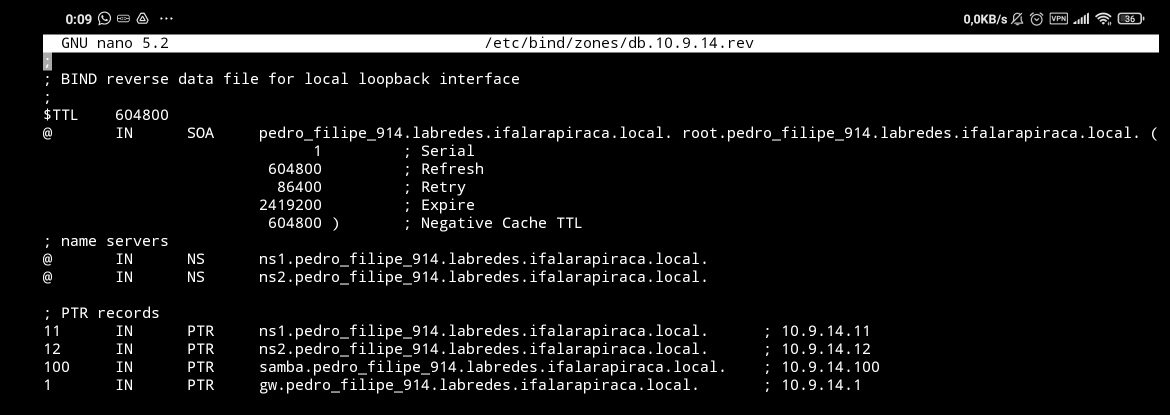 0:09 ... 0,0KB/s VPN 36
GNU nano 5.2 /etc/bind/zones/db.10.9.14.rev
;
; BIND reverse data file for local loopback interface
;
$TTL 604800
@ IN SOA pedro_filipe_914.labredes.ifalarapiraca.local. root.pedro_filipe_914.labredes.ifalarapiraca.local. (
1 ; Serial
604800 ; Refresh
86400 ; Retry
2419200 ; Expire
604800 ) ; Negative Cache TTL
; name servers
@ IN NS ns1.pedro_filipe_914.labredes.ifalarapiraca.local.
@ IN NS ns2.pedro_filipe_914.labredes.ifalarapiraca.local.
; PTR records
11 IN PTR ns1.pedro_filipe_914.labredes.ifalarapiraca.local. ; 10.9.14.11
12 IN PTR ns2.pedro_filipe_914.labredes.ifalarapiraca.local. ; 10.9.14.12
100 IN PTR samba.pedro_filipe_914.labredes.ifalarapiraca.local. ; 10.9.14.100
1 IN PTR gw.pedro_filipe_914.labredes.ifalarapiraca.local. ; 10.9.14.1